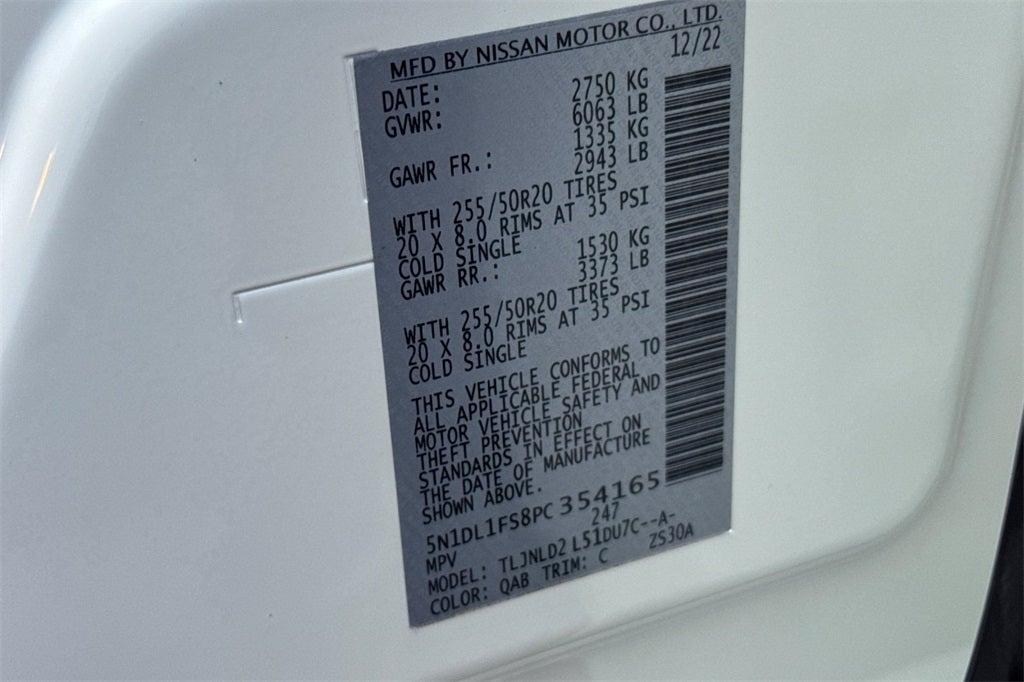 MFD BY NISSAN MOTOR CO., LTD.
DATE: 12/22
GVWR: 2750 KG
6063 LB
GAWR FR.: 1335 KG
2943 LB
WITH 255/50R20 TIRES
20 X 8.0 RIMS AT 35 PSI
COLD SINGLE
GAWR RR.: 1530 KG
3373 LB
WITH 255/50R20 TIRES
20 X 8.0 RIMS AT 35 PSI
COLD SINGLE
THIS VEHICLE CONFORMS TO
ALL APPLICABLE FEDERAL
MOTOR VEHICLE SAFETY AND
THEFT PREVENTION
STANDARDS IN EFFECT ON
THE DATE OF MANUFACTURE
SHOWN ABOVE.
5N1DL1FS8PC 354165
MPV 247
MODEL: TLJNLD2 L51DU7C--A-
COLOR: QAB TRIM: C ZS30A